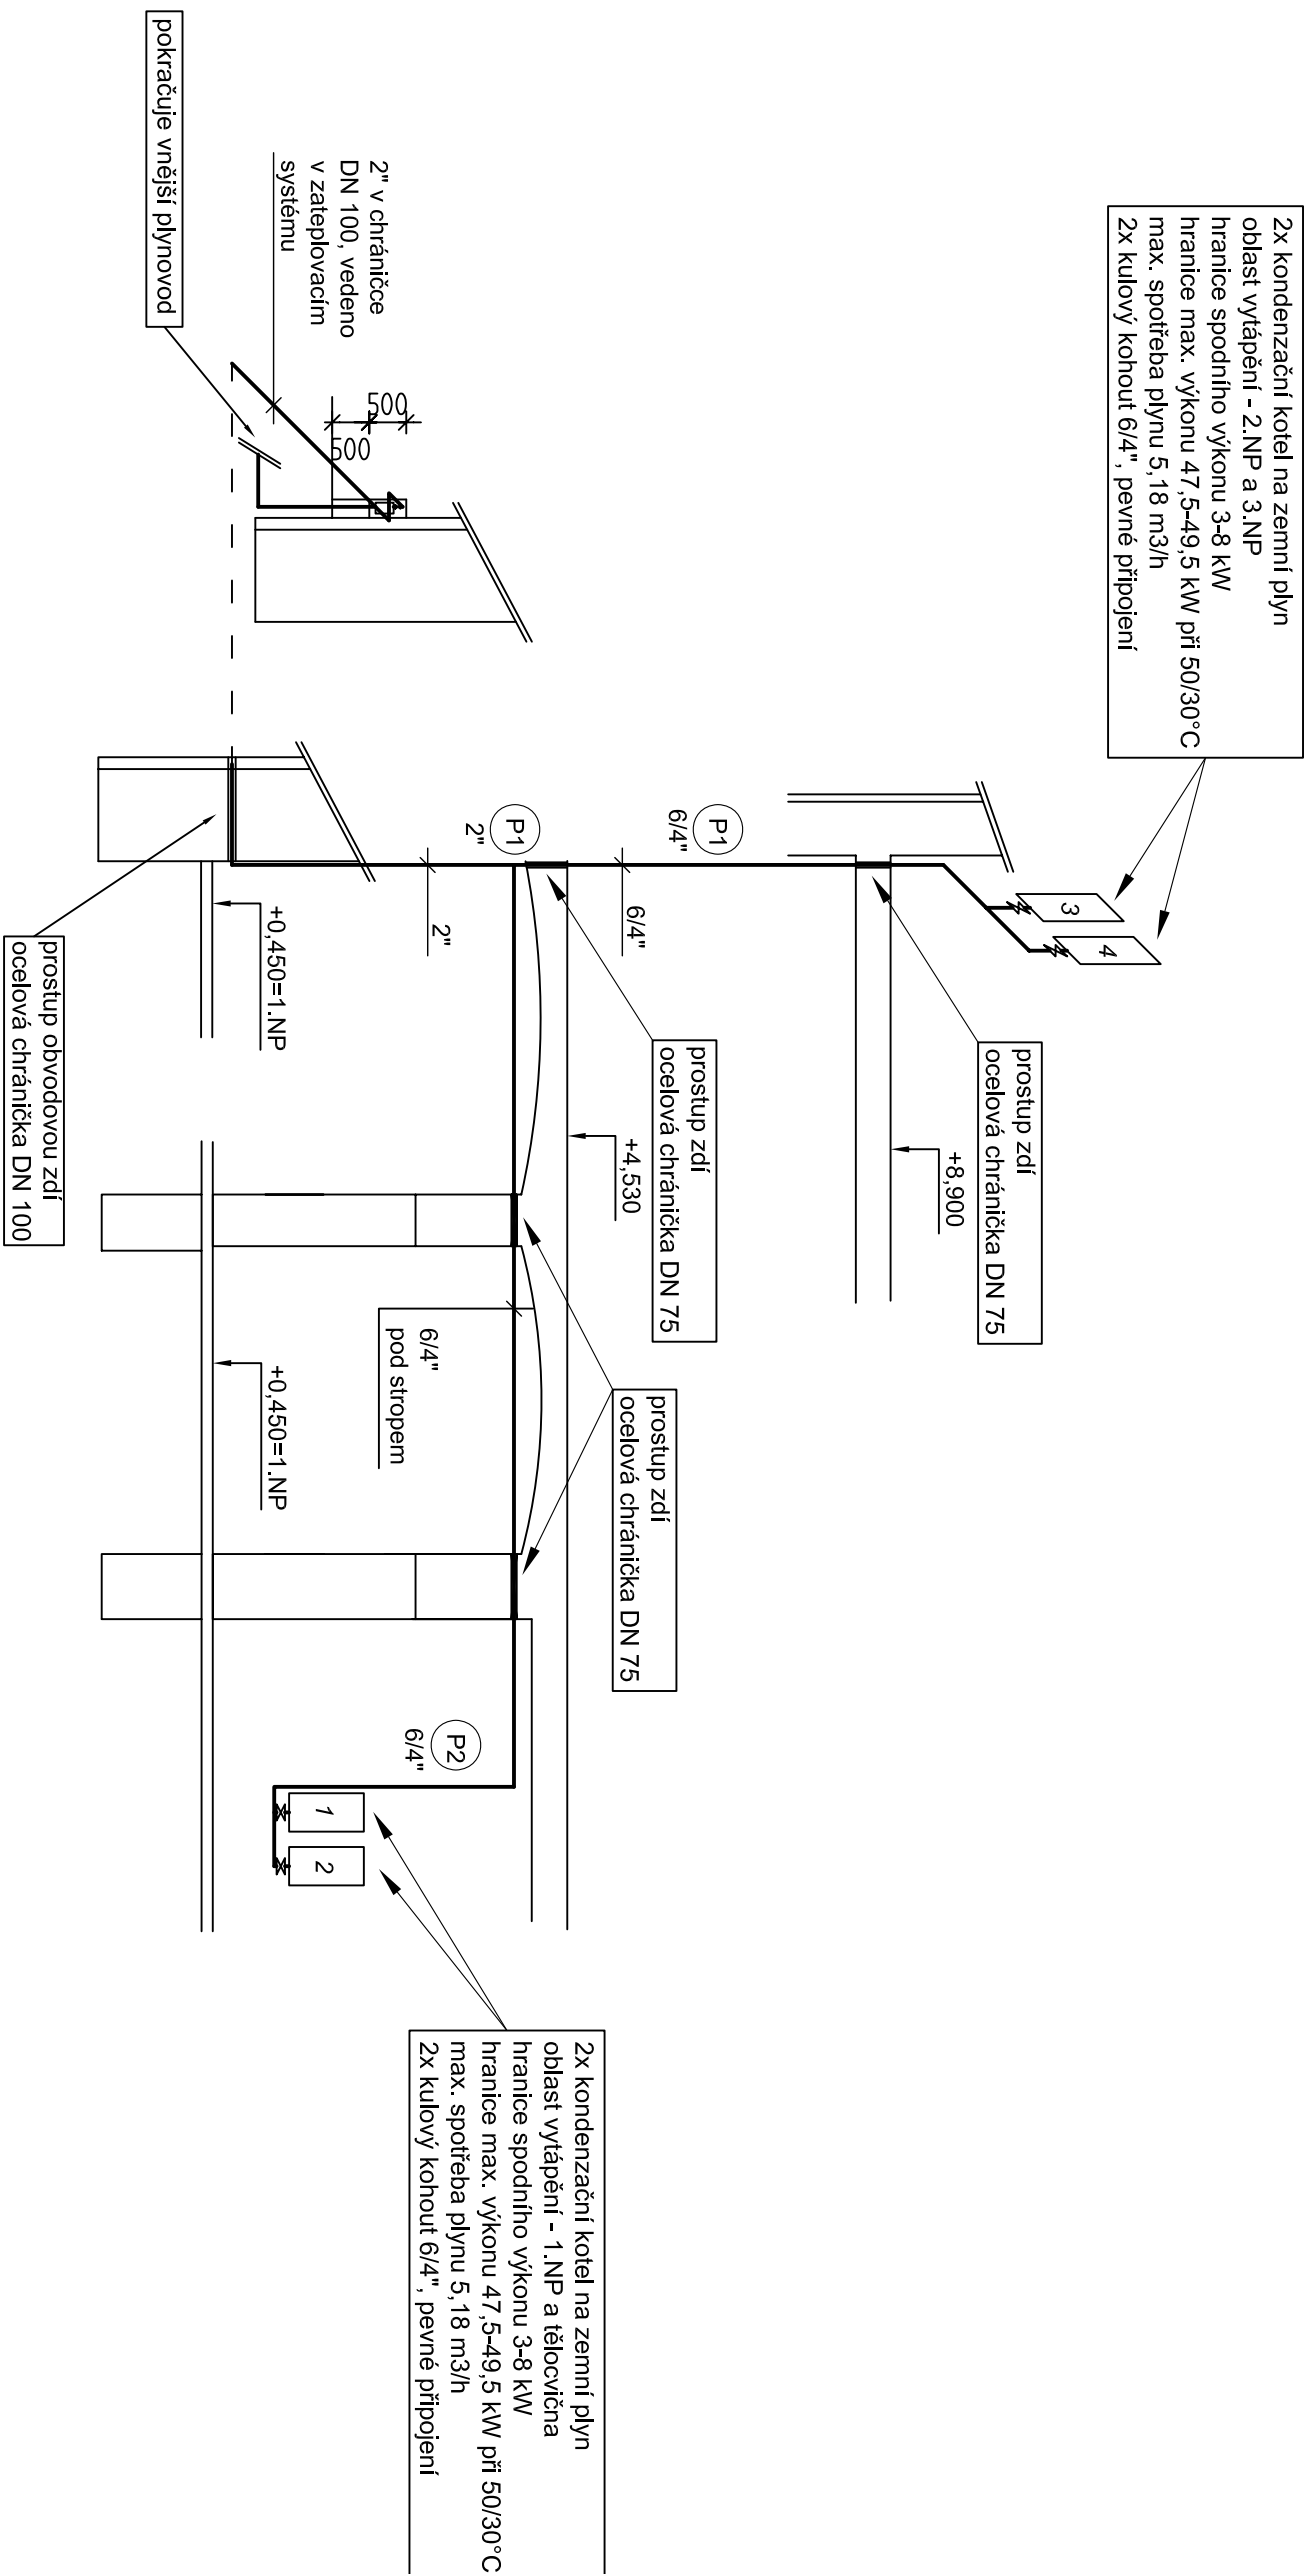 2x kondenzační kotel na zemní plyn
oblast vytápění - 2.NP a 3.NP
hranice spodního výkonu 3-8 kW
hranice max. výkonu 47,5-49,5 kW při 50/30°C
max. spotřeba plynu 5,18 m3/h
2x kulový kohout 6/4", pevné připojení
3
4
prostup zdí
ocelová chránička DN 75
+8,900
P1
6/4"
6/4"
prostup zdí
ocelová chránička DN 75
+4,530
prostup zdí
ocelová chránička DN 75
P1
2"
2"
6/4"
pod stropem
P2
6/4"
1
2
2x kondenzační kotel na zemní plyn
oblast vytápění - 1.NP a tělocvična
hranice spodního výkonu 3-8 kW
hranice max. výkonu 47,5-49,5 kW při 50/30°C
max. spotřeba plynu 5,18 m3/h
2x kulový kohout 6/4", pevné připojení
2" v chráničce
DN 100, vedeno
v zateplovacím
systému
500
500
pokračuje vnější plynovod
+0,450=1.NP
+0,450=1.NP
prostup obvodovou zdí
ocelová chránička DN 100